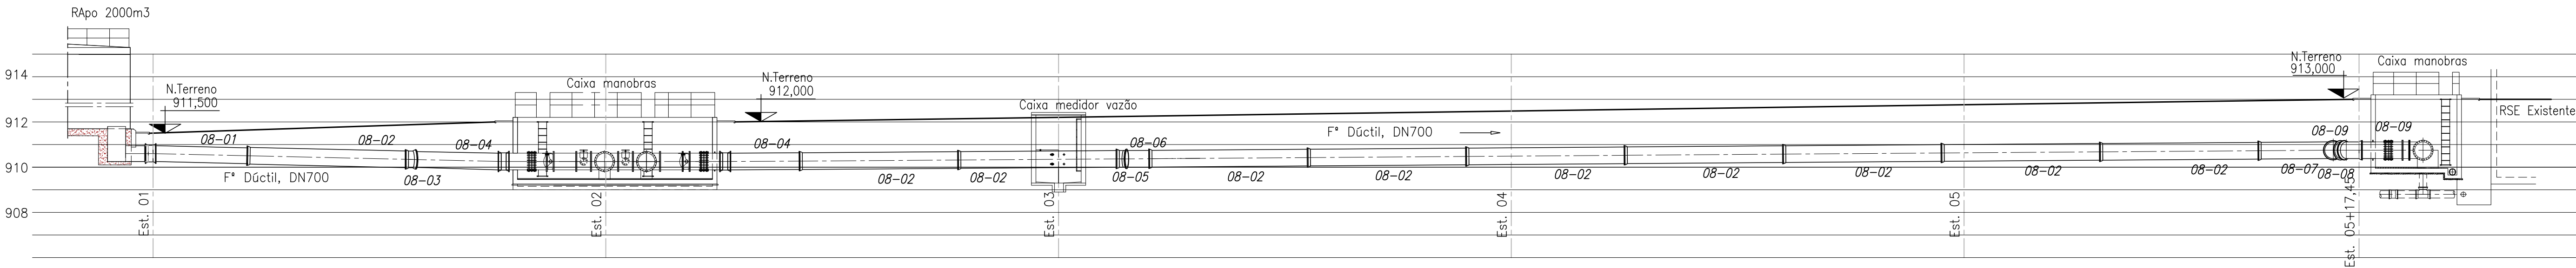 RApo 2000m3
914
912
910
908
N.Terreno
911,500
08-01
08-02
08-04
Fº Dúctil, DN700
08-03
Est. 01
Caixa manobras
Est. 02
N.Terreno
912,000
08-04
08-02
08-02
Caixa medidor vazão
Est. 03
08-06
08-05
08-02
Fº Dúctil, DN700
08-02
Est. 04
08-02
08-02
08-02
Est. 05
08-02
08-02
N.Terreno
913,000
Caixa manobras
08-09
08-09
08-07
08-08
Est. 05+17,45
RSE Existente